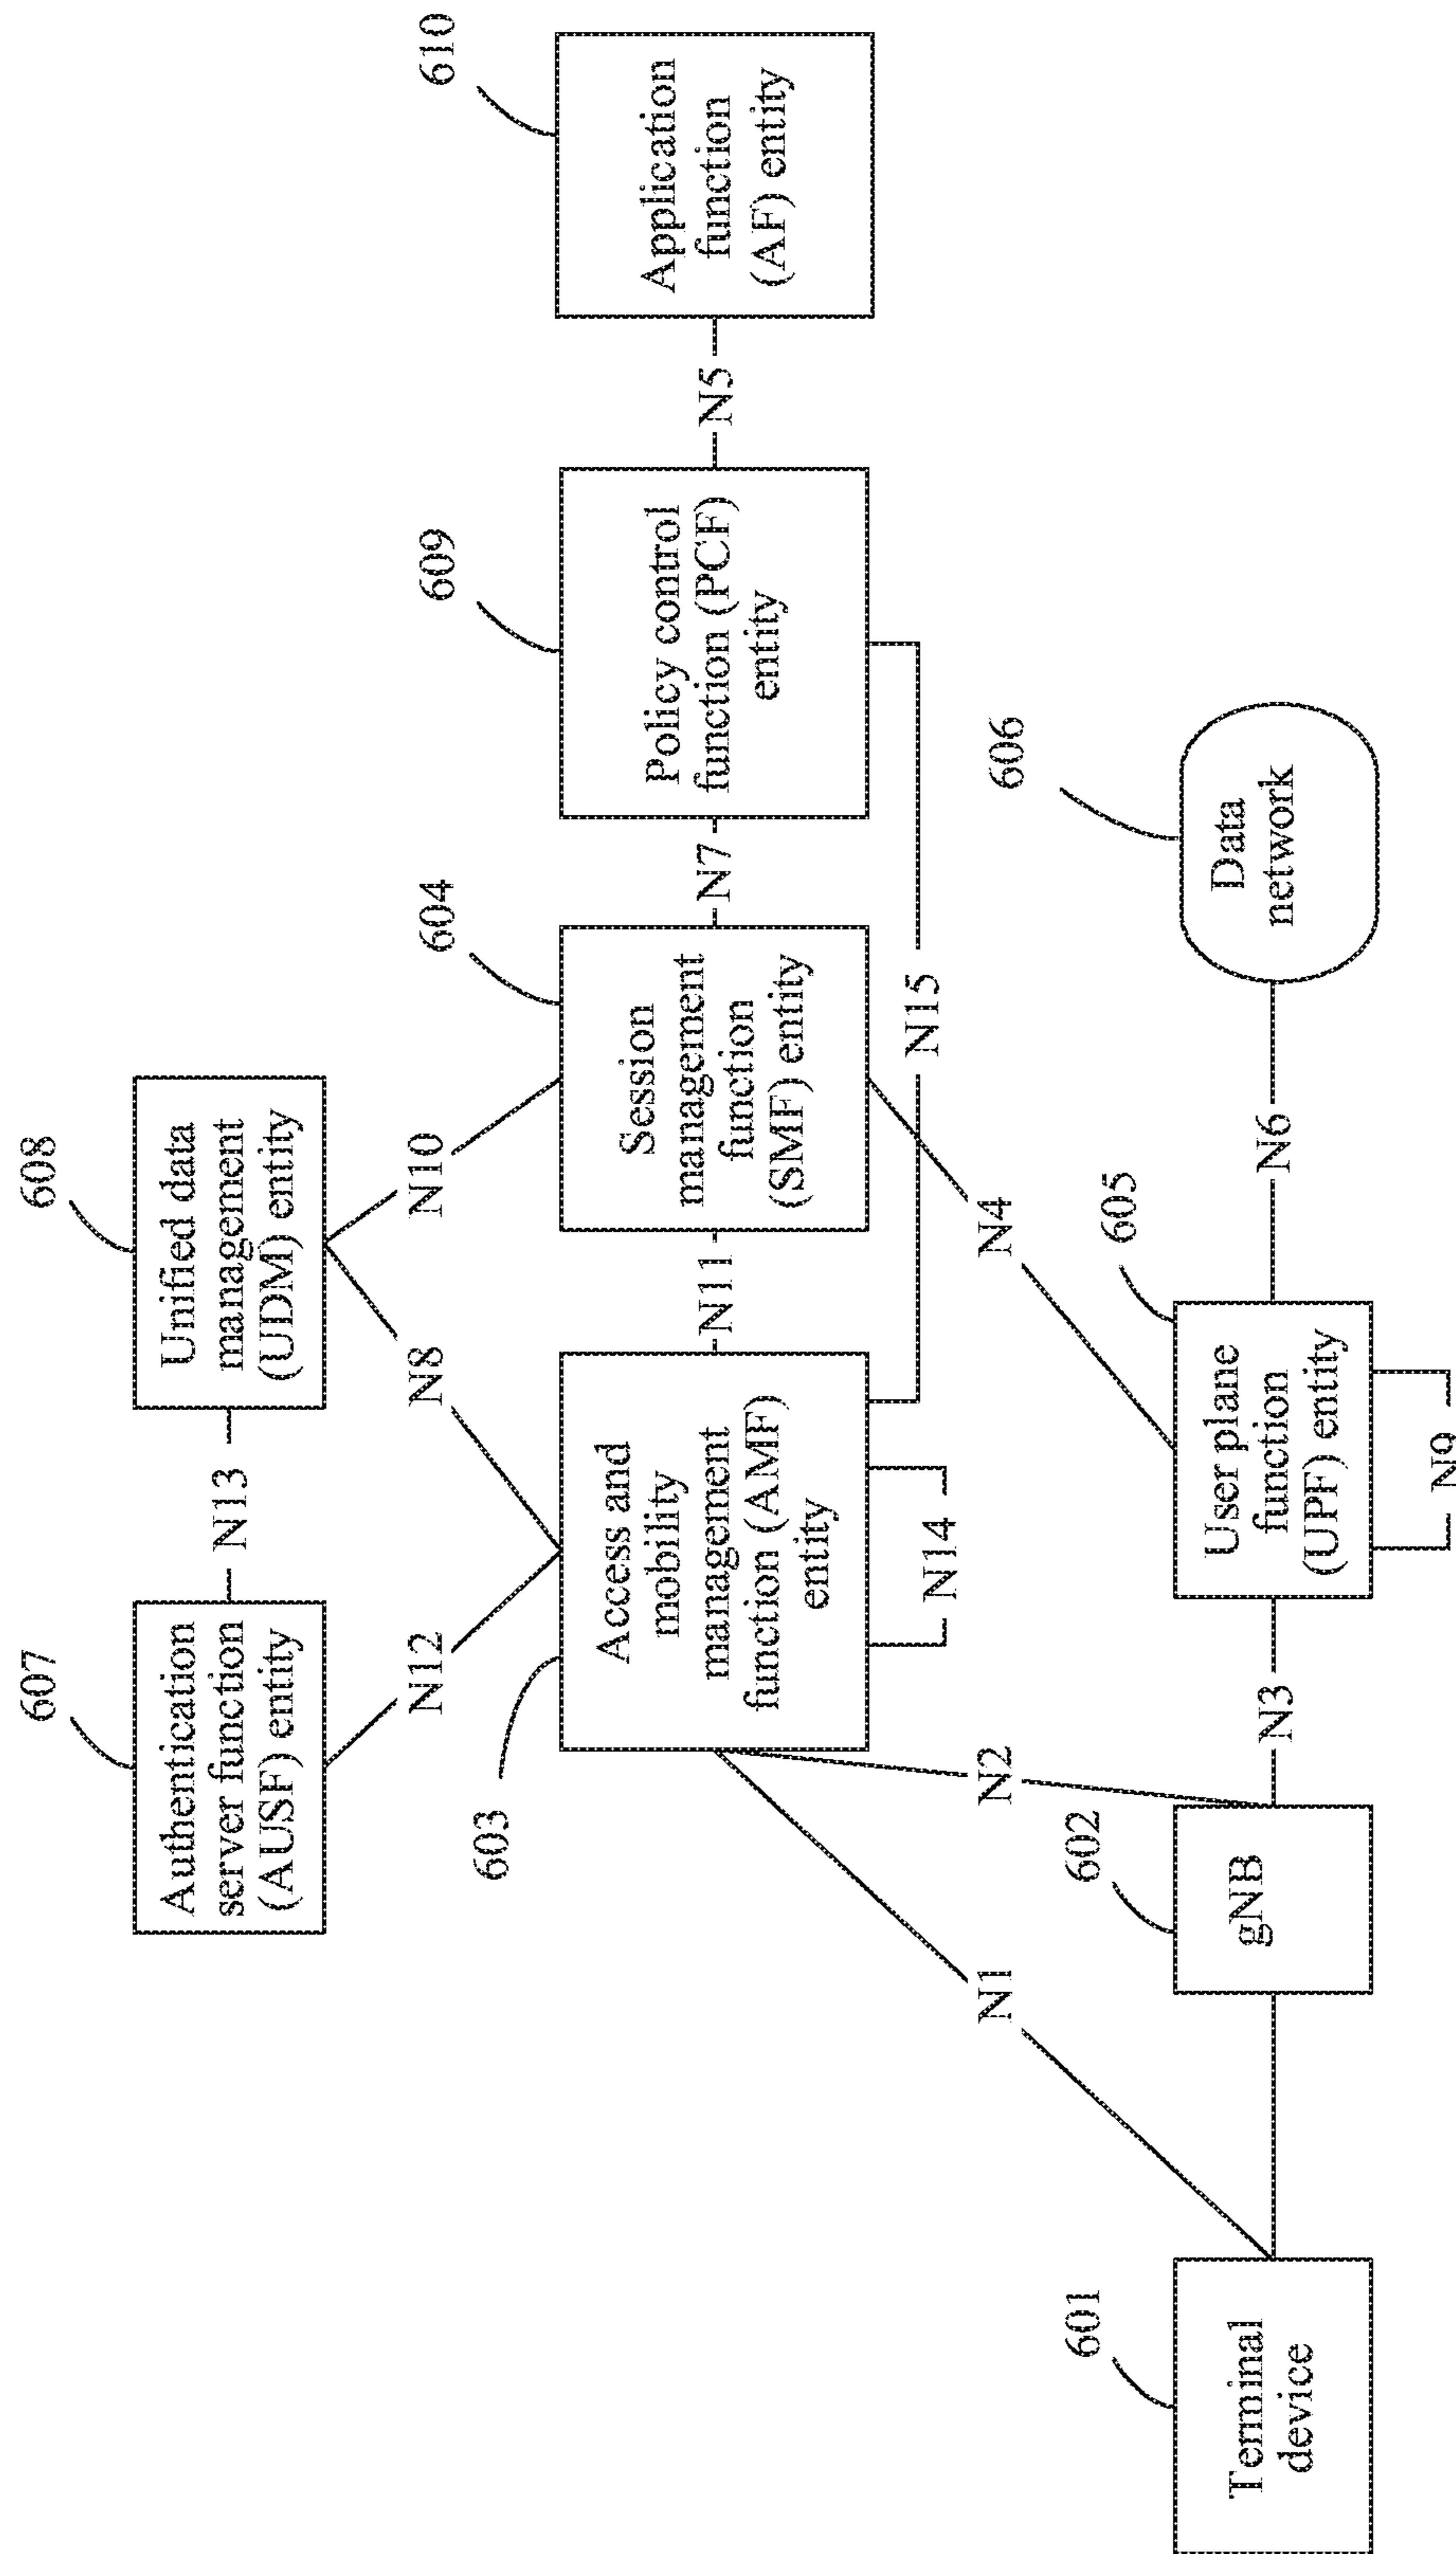 607
608
Authentication
server function
(AUSF) entity
N13
Unified data
management
(UDM) entity
N12
N8
N10
603
604
609
610
Access and
mobility
management
function (AMF)
entity
N11
Session
management
function
(SMF) entity
N7
Policy control
function (PCF)
entity
N5
Application
function
(AF) entity
N14
N15
N1
N2
N4
601
602
605
606
Terminal
device
gNB
N3
User plane
function
(UPF) entity
N6
Data
network
N9